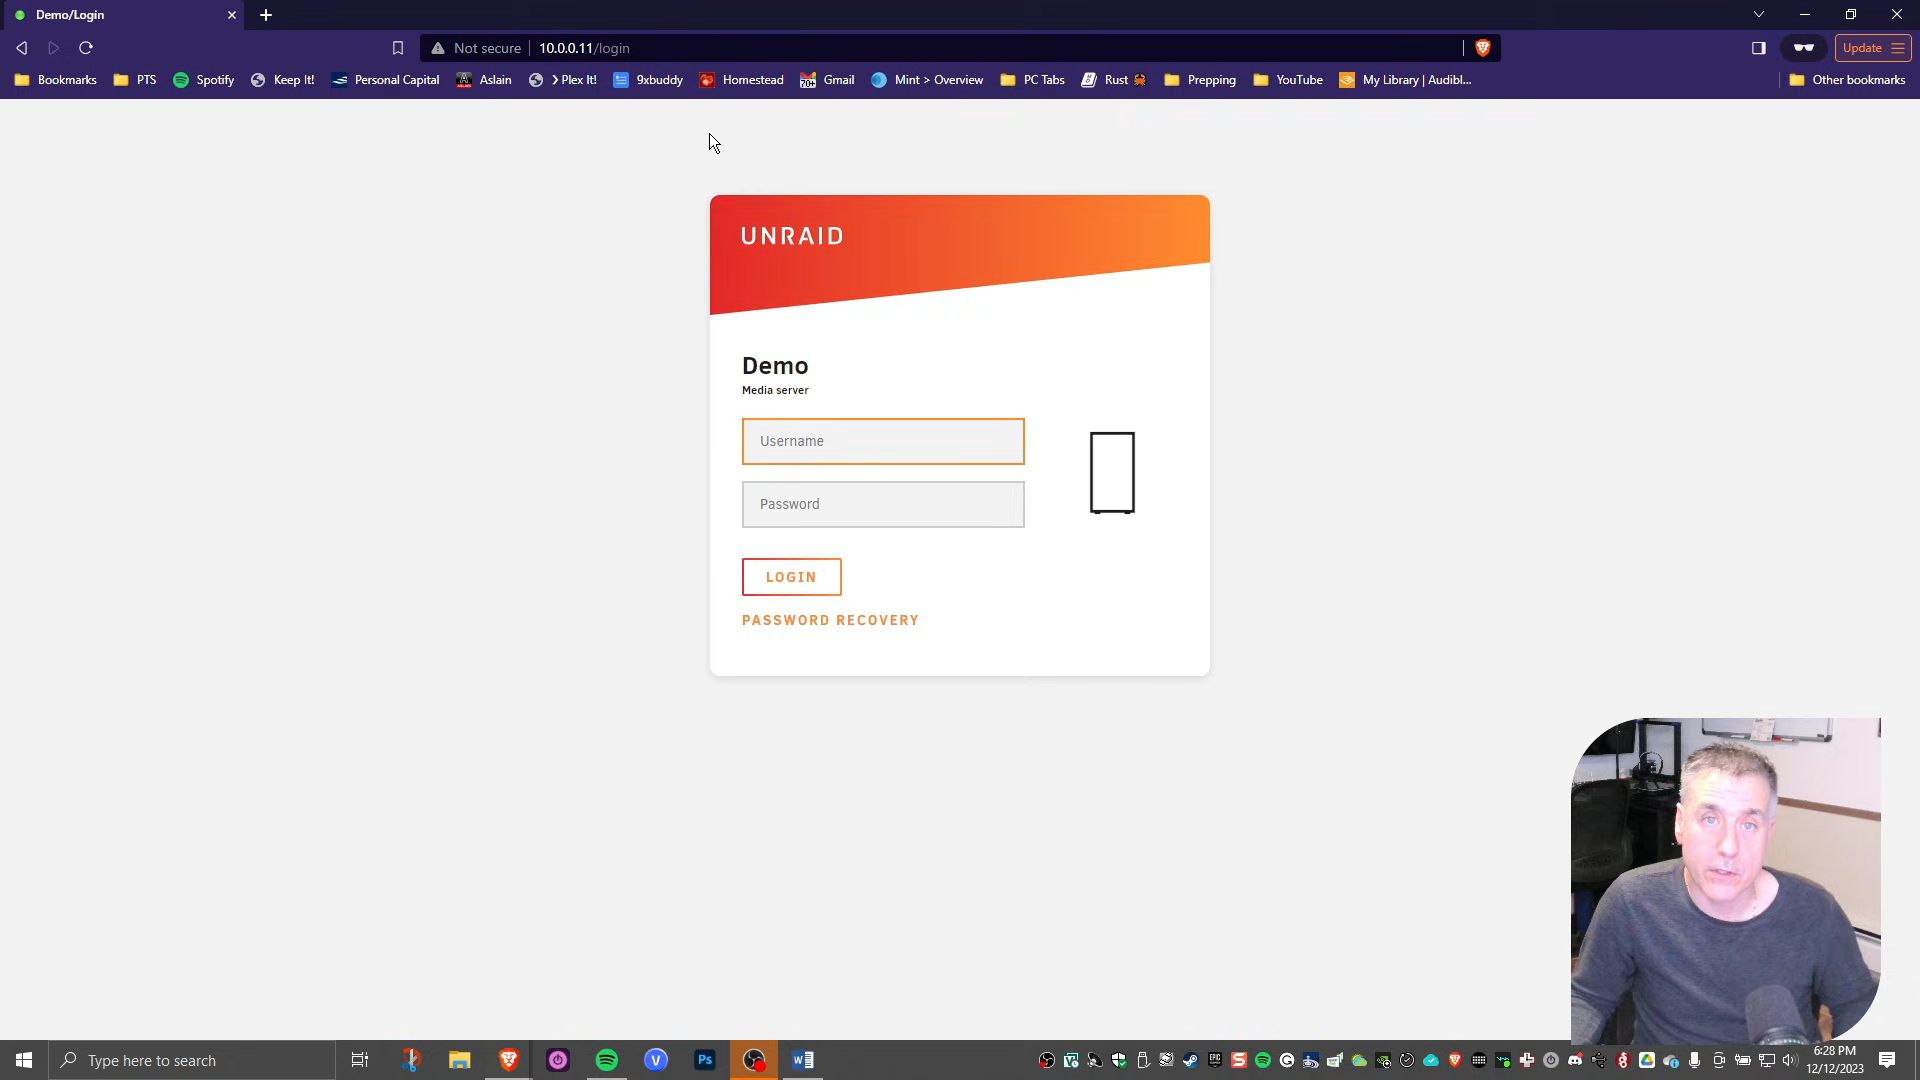 Demo/Login
Not secure
10.0.0.11/login
Update
Bookmarks
PTS
Spotify
Keep It!
Personal Capital
Aslain
Plex It!
9xbuddy
Homestead
Gmail
Mint > Overview
PC Tabs
Rust
Prepping
YouTube
My Library | Audibl...
Other bookmarks
UNRAID
Demo
Media server
Username
Password
LOGIN
PASSWORD RECOVERY
Type here to search
Ps
6:28 PM
12/12/2023